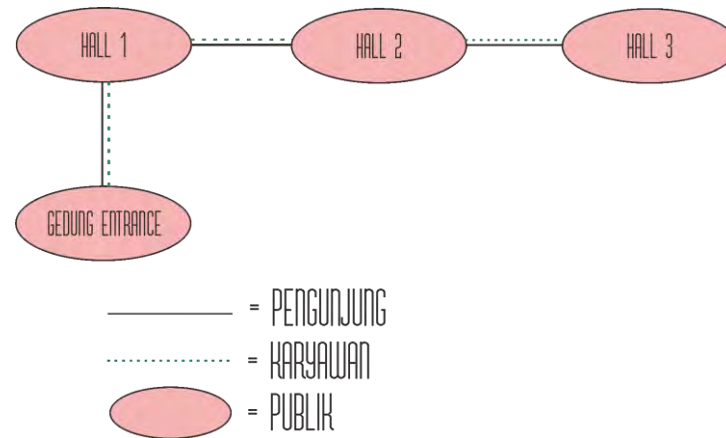 HALL 1
HALL 2
HALL 3
GEDUNG ENTRANCE
= PENGUNJUNG
= KARYAWAN
= PUBLIK